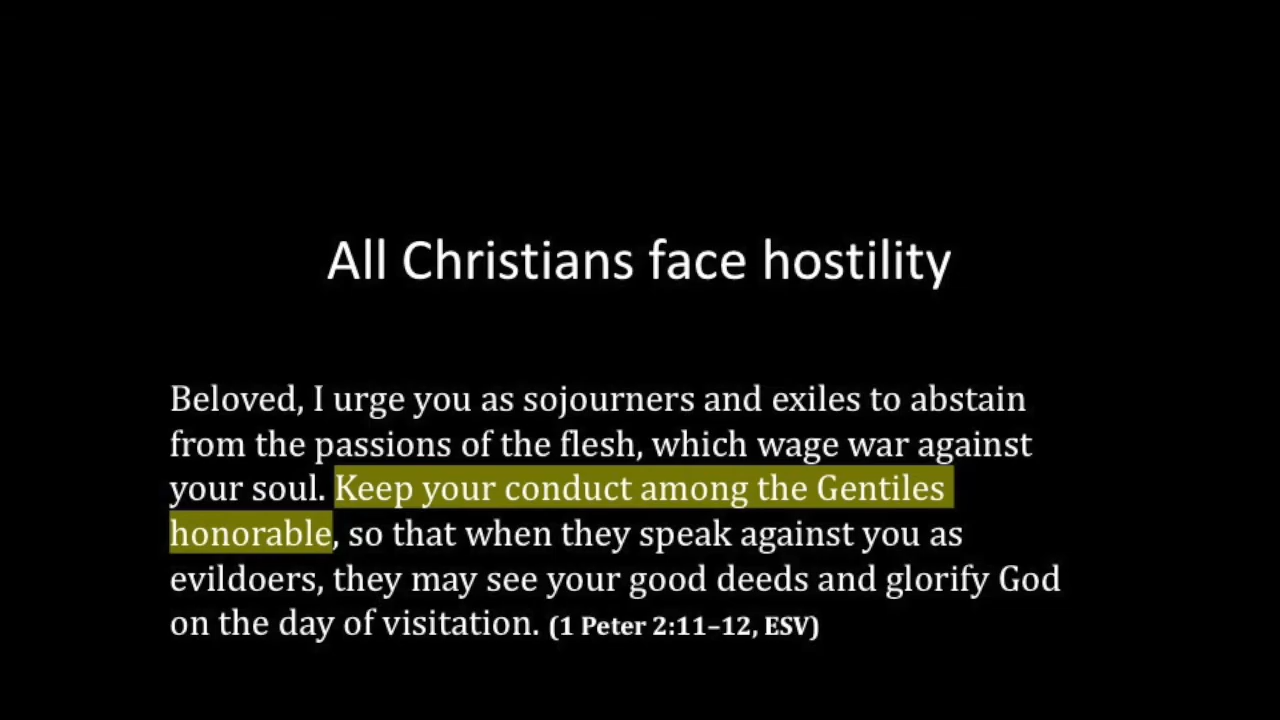 All Christians face hostility
Beloved, I urge you as sojourners and exiles to abstain
from the passions of the flesh, which wage war against
your soul. Keep your conduct among the Gentiles
honorable, so that when they speak against you as
evildoers, they may see your good deeds and glorify God
on the day of visitation. (1 Peter 2:11–12, ESV)